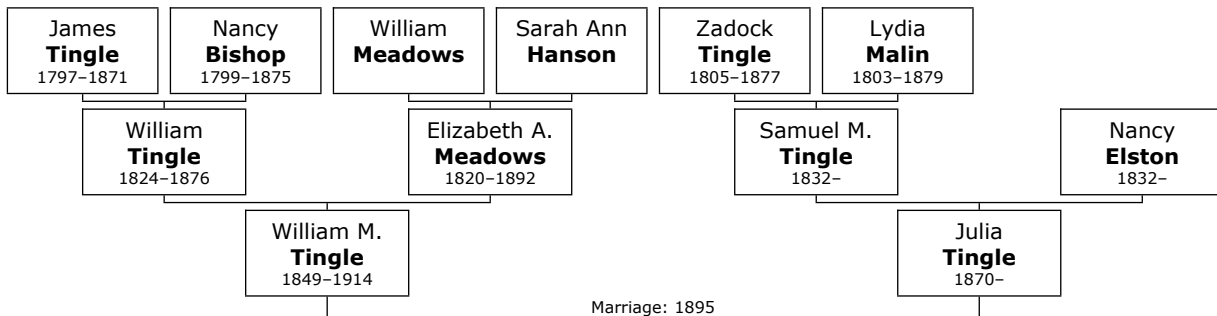 James
Tingle
1797–1871
Nancy
Bishop
1799–1875
William
Meadows
Sarah Ann
Hanson
Zadock
Tingle
1805–1877
Lydia
Malin
1803–1879
William
Tingle
1824–1876
Elizabeth A.
Meadows
1820–1892
Samuel M.
Tingle
1832–
Nancy
Elston
1832–
William M.
Tingle
1849–1914
Julia
Tingle
1870–
Marriage: 1895